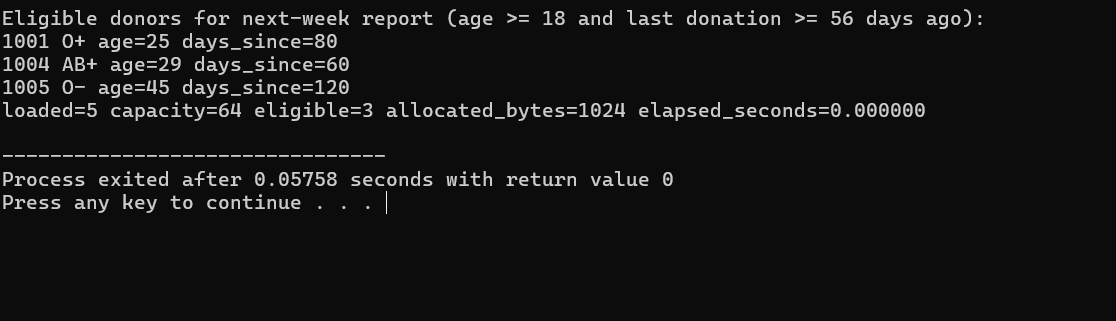 Eligible donors for next-week report (age >= 18 and last donation >= 56 days ago):
1001 O+ age=25 days_since=80
1004 AB+ age=29 days_since=60
1005 O- age=45 days_since=120
loaded=5 capacity=64 eligible=3 allocated_bytes=1024 elapsed_seconds=0.000000
--------------------------------
Process exited after 0.05758 seconds with return value 0
Press any key to continue . . .